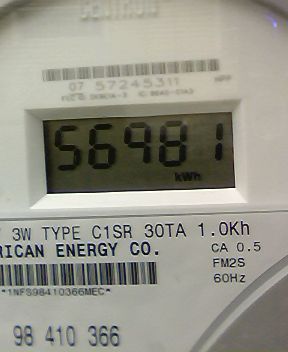 CENTRON
07 57245311
56981
kWh
3W TYPE C1SR 30TA 1.0Kh
RICAN ENERGY CO.
CA 0.5
FM2S
60Hz
*1NFS98410366MEC*
98 410 366